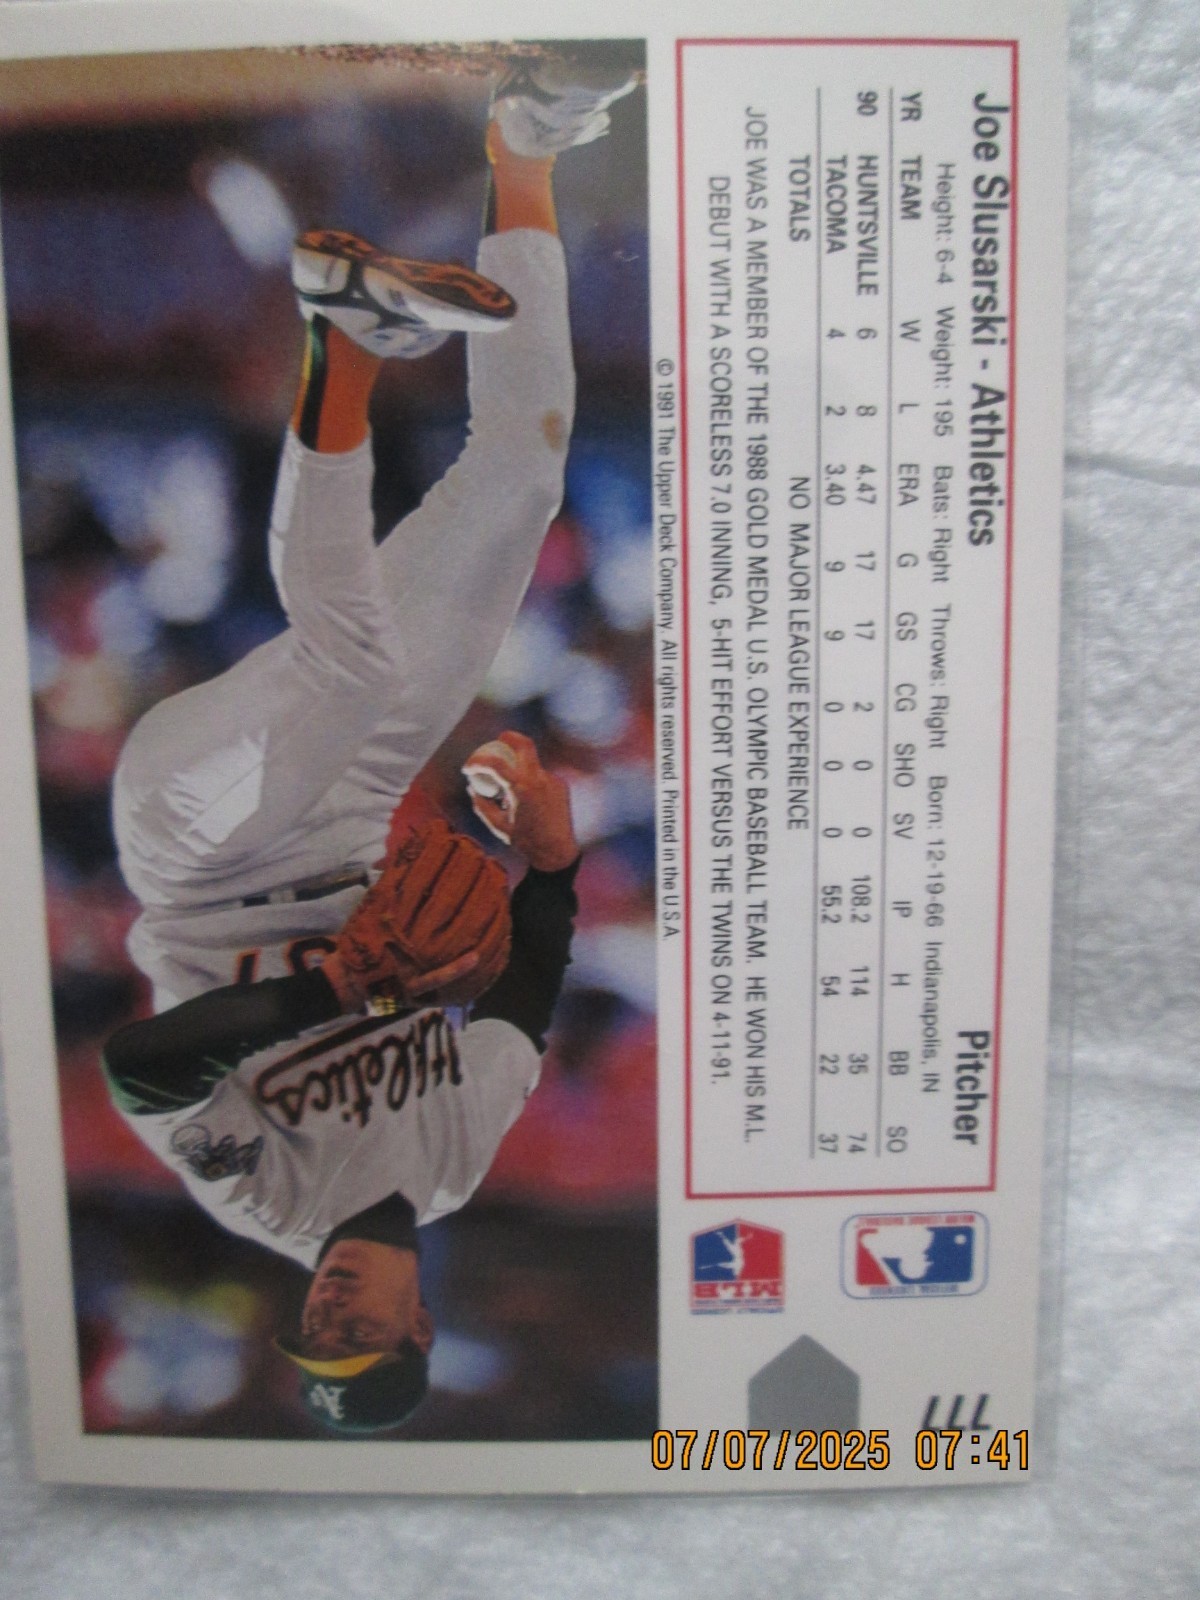 777
Joe Slusarski - Athletics Pitcher
Height: 6-4 Weight: 195 Bats: Right Throws: Right Born: 12-19-66 Indianapolis, IN
YR TEAM W L ERA G GS CG SHO SV IP H BB SO
90 HUNTSVILLE 6 8 4.47 17 17 2 0 0 108.2 114 35 74
TACOMA 4 2 3.40 9 9 0 0 0 55.2 54 22 37
TOTALS NO MAJOR LEAGUE EXPERIENCE
JOE WAS A MEMBER OF THE 1988 GOLD MEDAL U.S. OLYMPIC BASEBALL TEAM. HE WON HIS M.L.
DEBUT WITH A SCORELESS 7.0 INNING, 5-HIT EFFORT VERSUS THE TWINS ON 4-11-91.
© 1991 The Upper Deck Company. All rights reserved. Printed in the U.S.A.
MLB
Athletics
07/07/2025 07:41